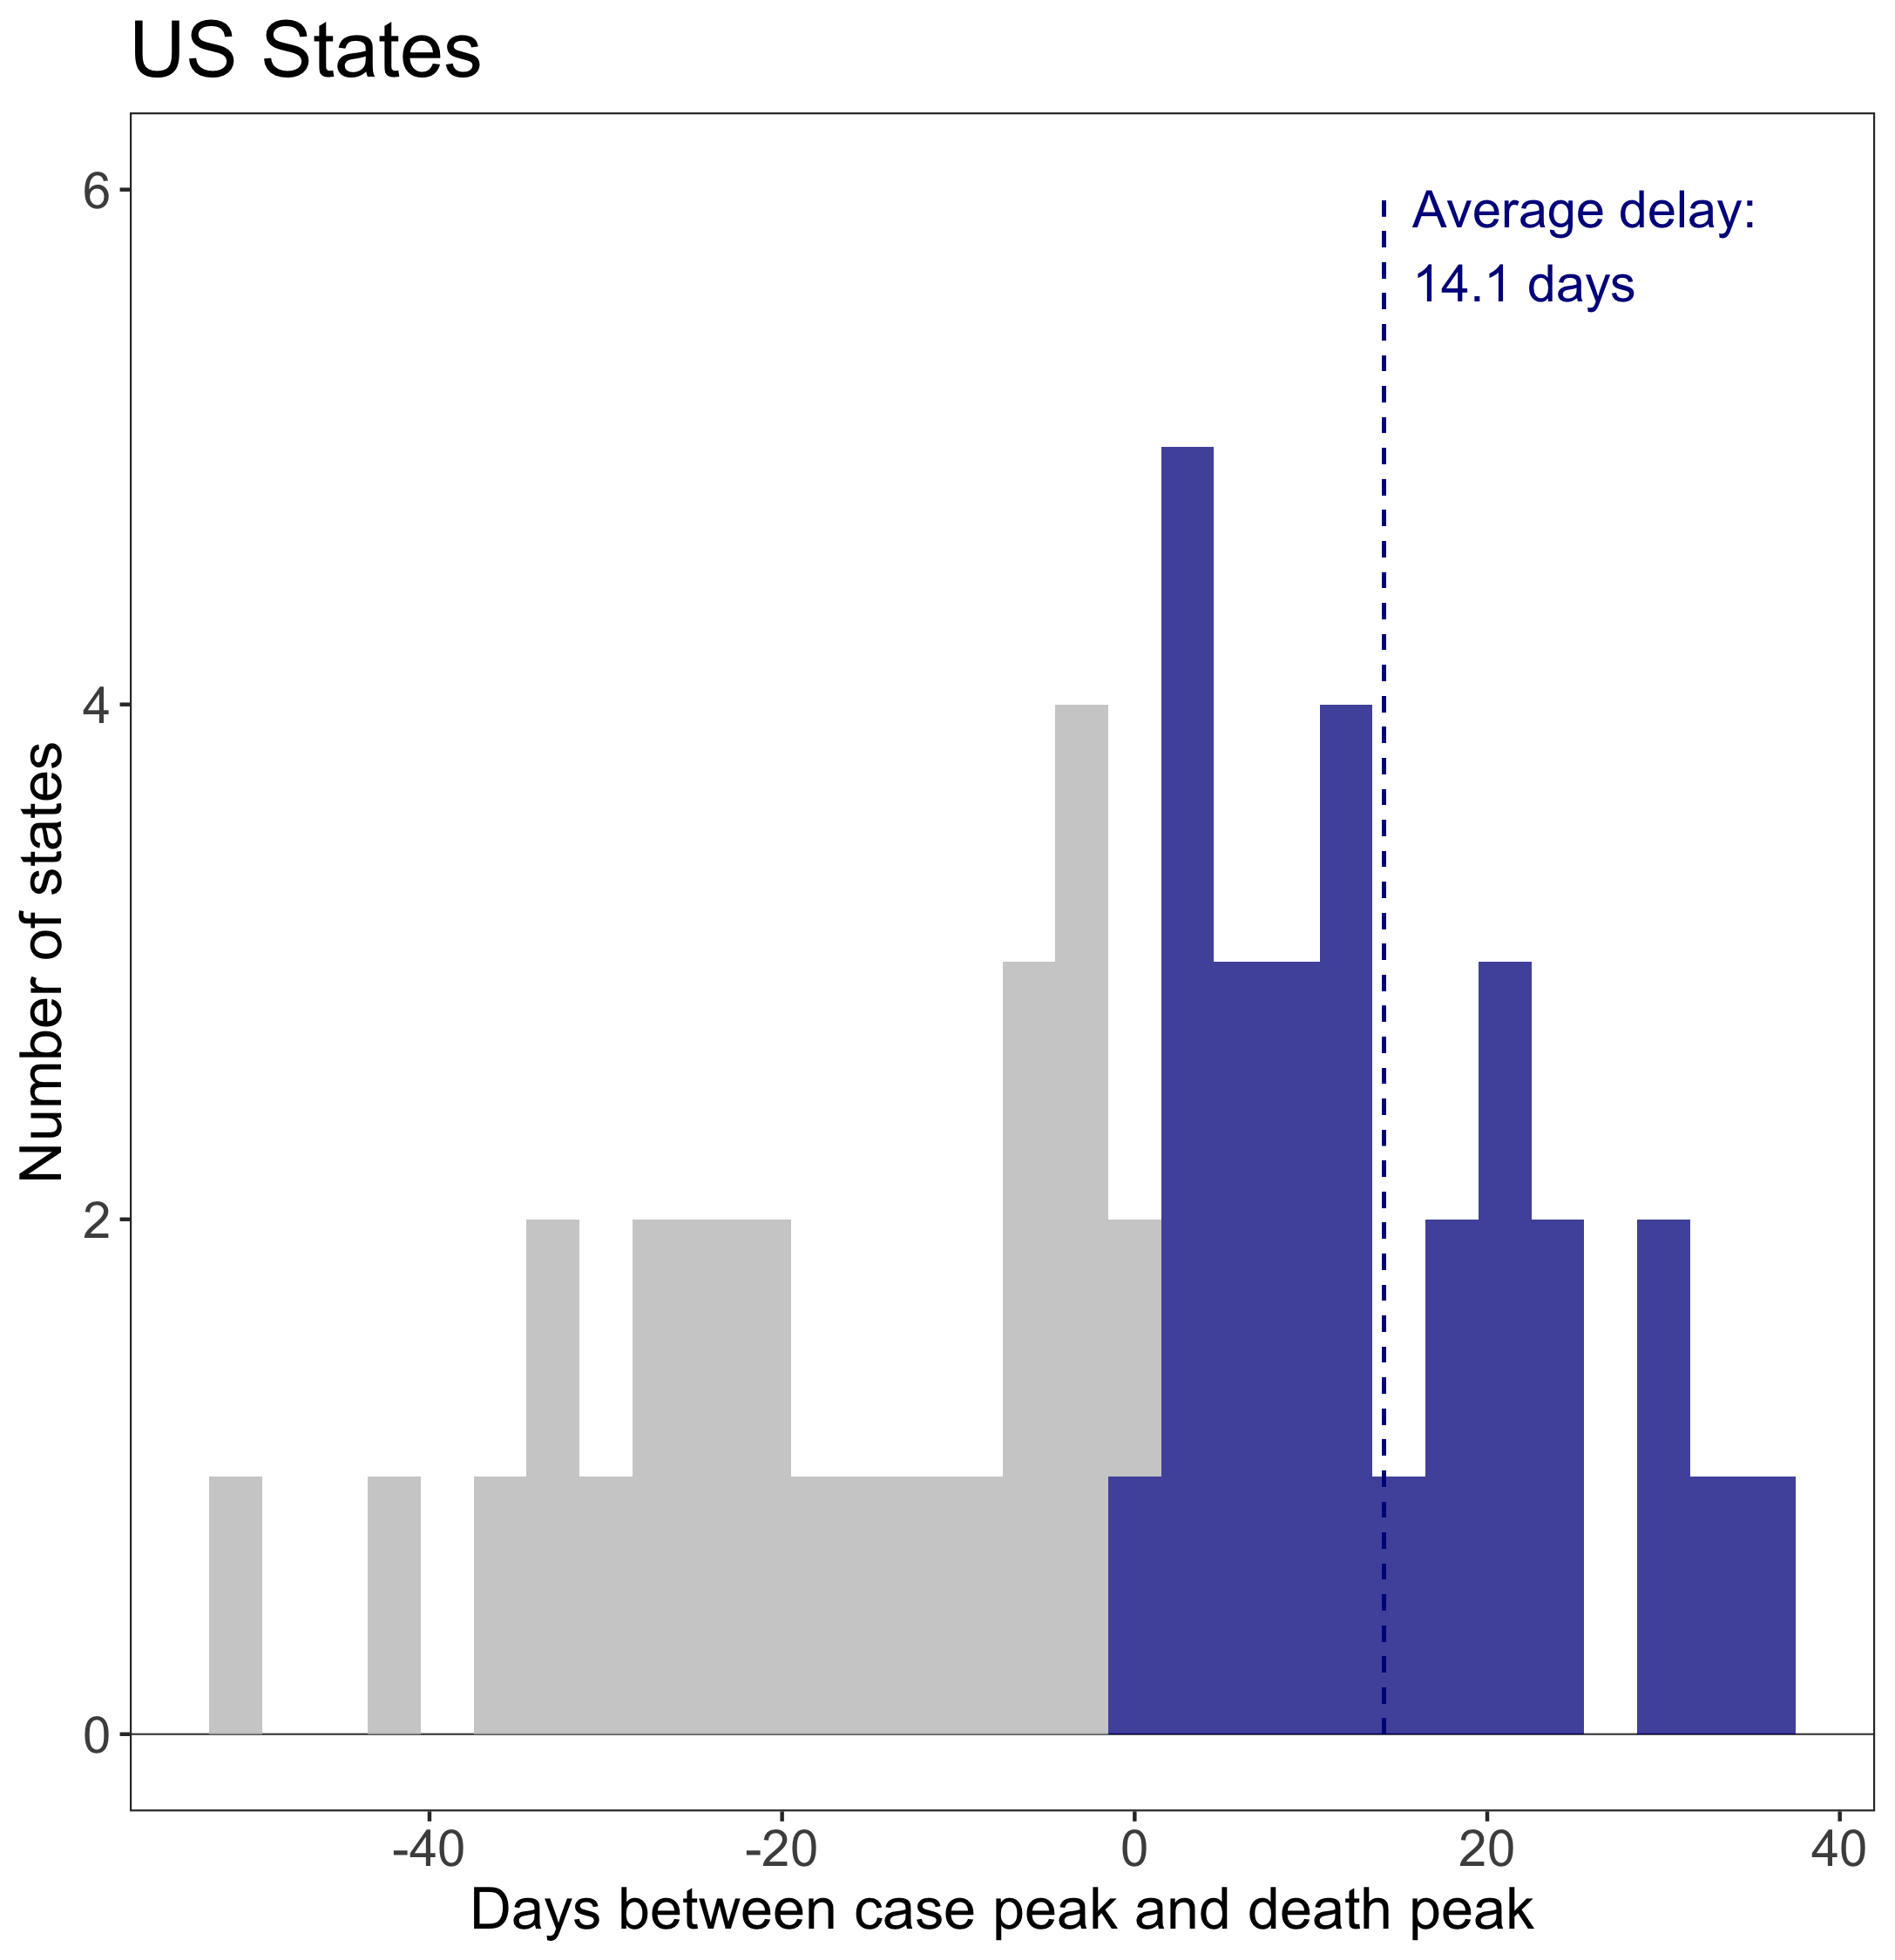 US States
6
Average delay:
14.1 days
4
Number of states
2
0
-40 -20 0 20 40
Days between case peak and death peak